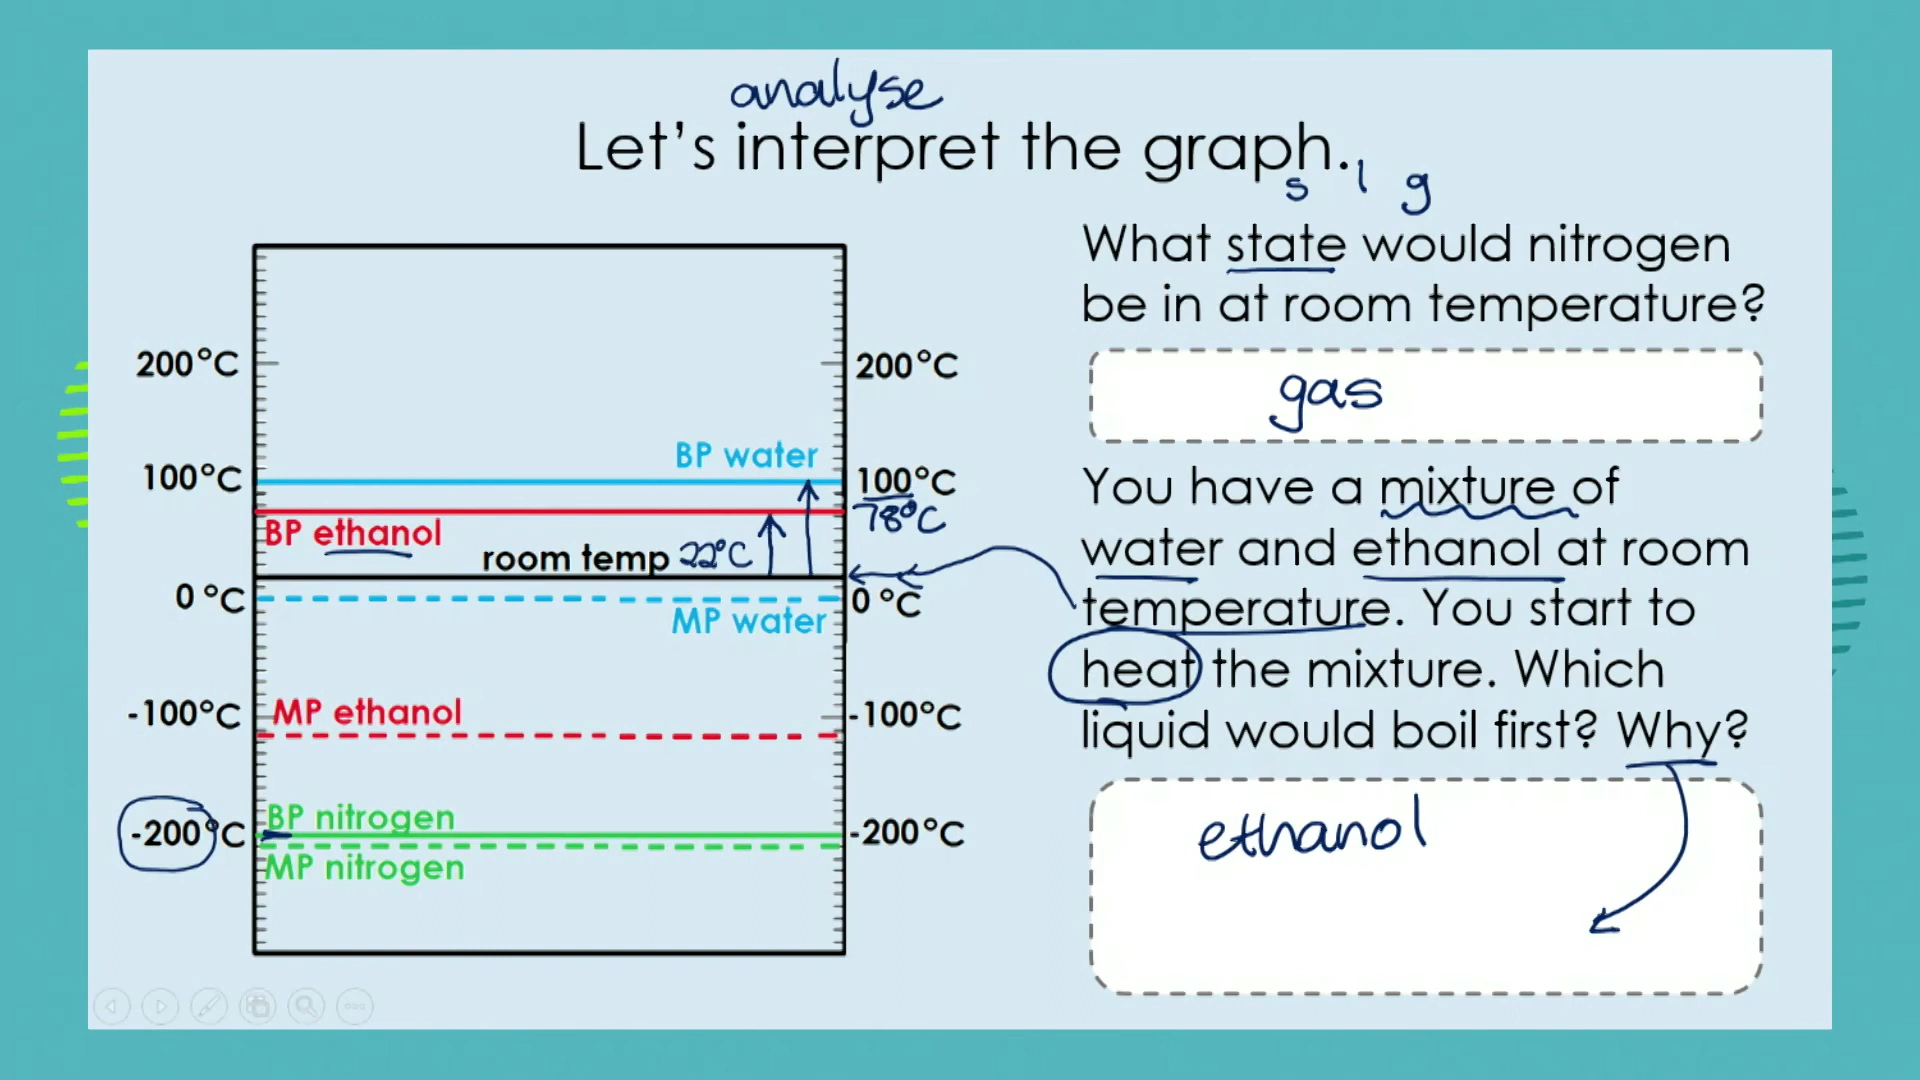 analyse
Let's interpret the graph.
s l g
What state would nitrogen
be in at room temperature?
gas
You have a mixture of
water and ethanol at room
temperature. You start to
heat the mixture. Which
liquid would boil first? Why?
ethanol
200°C
200°C
BP water
100°C
100°C
78°C
BP ethanol
room temp 22°C
0 °C
0 °C
MP water
-100°C
MP ethanol
-100°C
BP nitrogen
-200°C
-200°C
MP nitrogen